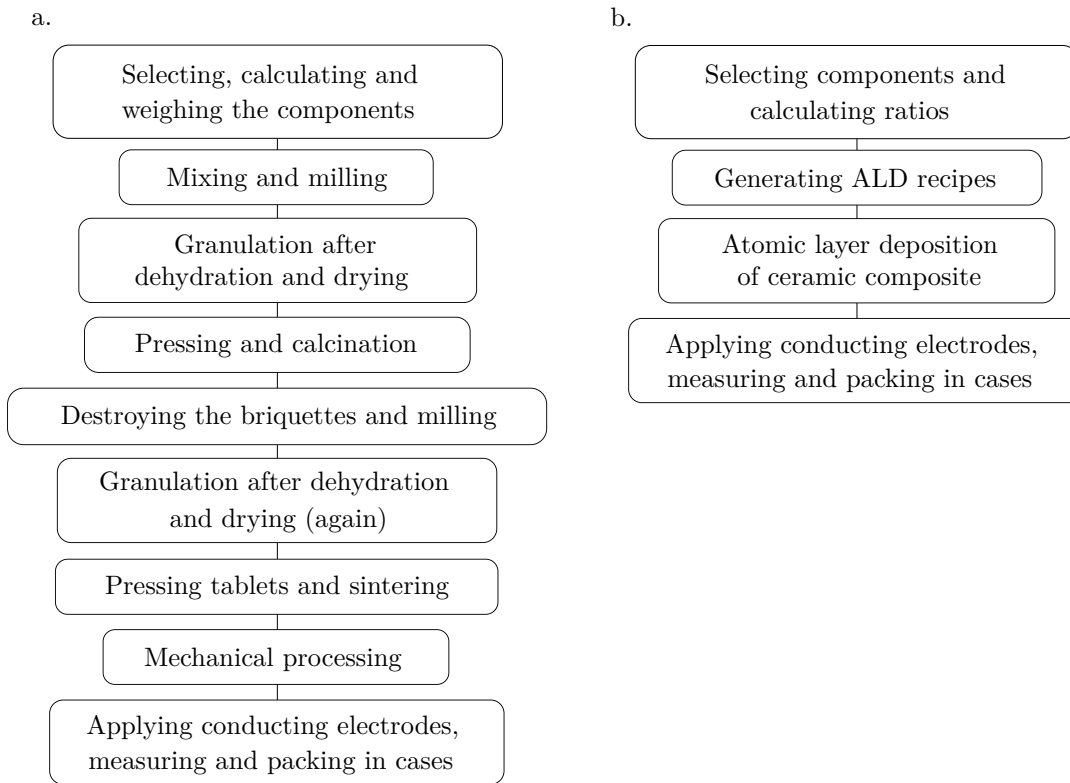 a.
Selecting, calculating and
weighing the components
Mixing and milling
Granulation after
dehydration and drying
Pressing and calcination
Destroying the briquettes and milling
Granulation after dehydration
and drying (again)
Pressing tablets and sintering
Mechanical processing
Applying conducting electrodes,
measuring and packing in cases
b.
Selecting components and
calculating ratios
Generating ALD recipes
Atomic layer deposition
of ceramic composite
Applying conducting electrodes,
measuring and packing in cases